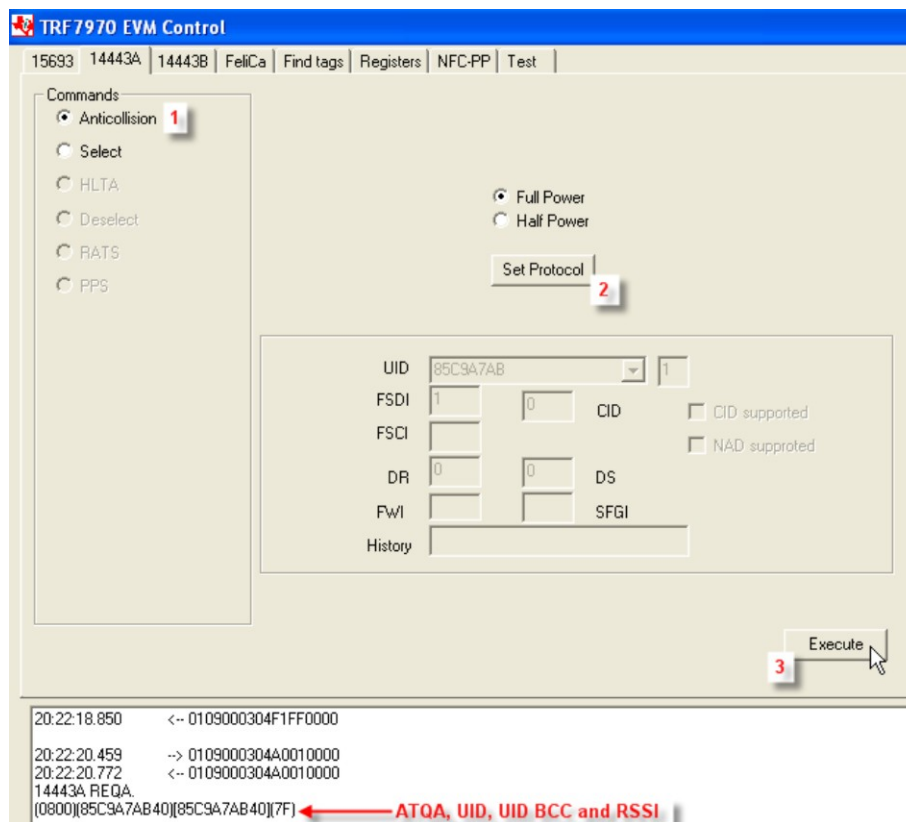 TRF7970 EVM Control
15693 14443A 14443B FeliCa Find tags Registers NFC-PP Test
Commands
Anticollision 1
Select
HLTA
Deselect
RATS
PPS
Full Power
Half Power
Set Protocol
2
UID 85C9A7AB 1
FSDI 1 0 CID CID supported
FSCI NAD supproted
DR 0 0 DS
FWI SFGI
History
Execute
3
20:22:18.850 <-- 0109000304F1FF0000
20:22:20.459 --> 0109000304A0010000
20:22:20.772 <-- 0109000304A0010000
14443A REQA.
(0800)[85C9A7AB40][85C9A7AB40](7F) ATQA, UID, UID BCC and RSSI